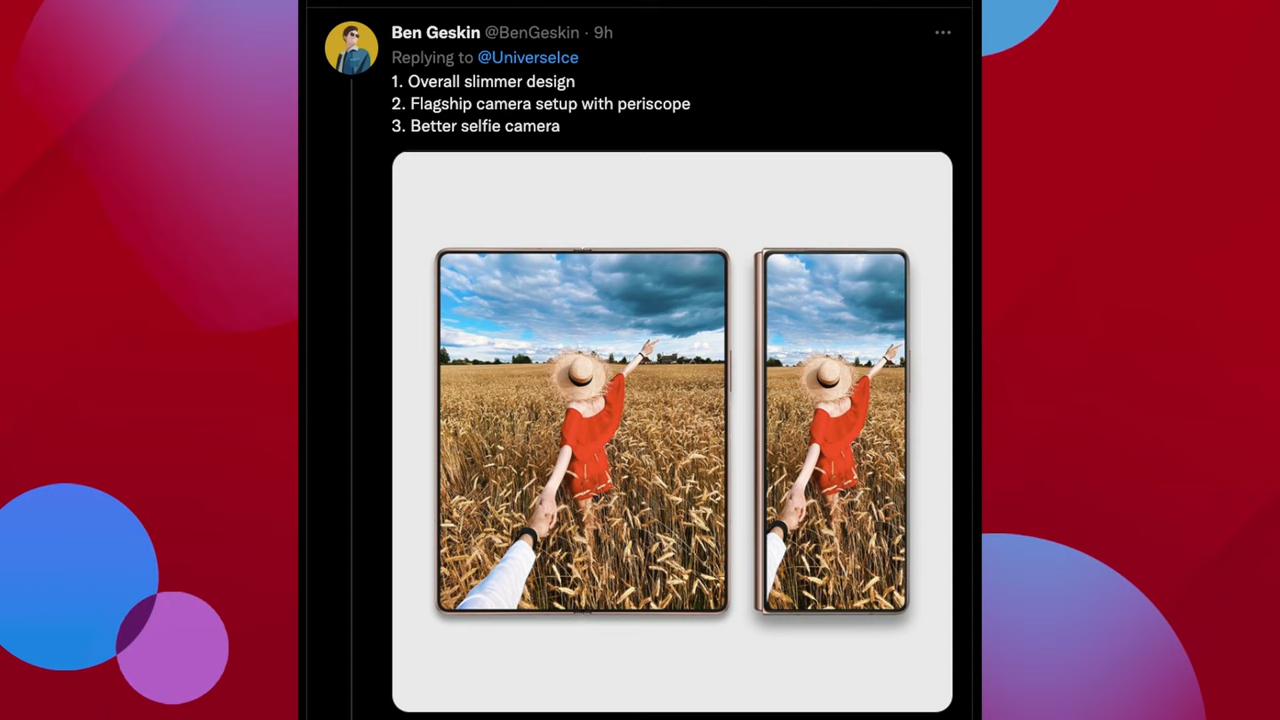 Ben Geskin @BenGeskin · 9h
Replying to @UniverseIce
1. Overall slimmer design
2. Flagship camera setup with periscope
3. Better selfie camera